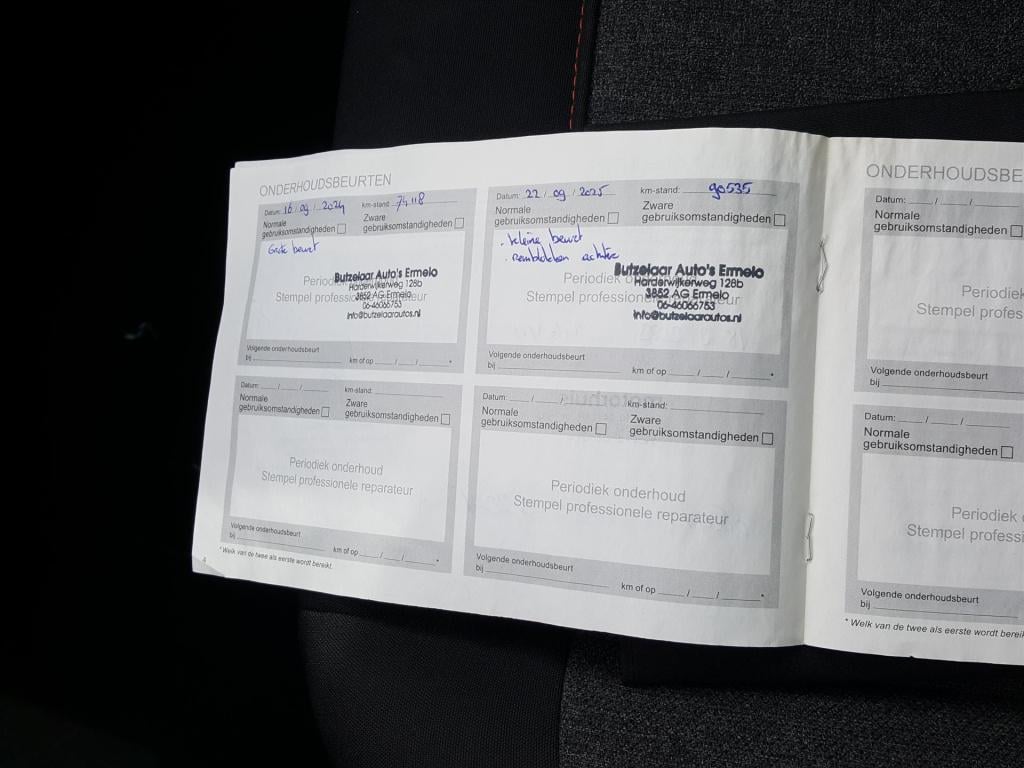 ONDERHOUDSBEURTEN
Datum: 16 / 09 / 2024 km-stand: 74118
Normale gebruiksomstandigheden
Zware gebruiksomstandigheden
Grote beurt
Periodiek onderhoud
Stempel professionele reparateur
Butzelaar Auto's Ermelo
Harderwijkerweg 128b
3852 AG Ermelo
06-46066753
info@butzelaarautos.nl
Volgende onderhoudsbeurt
bij km of op / / *
Datum: 22 / 09 / 2025 km-stand: 90535
Normale gebruiksomstandigheden
Zware gebruiksomstandigheden
. kleine beurt
. remblokken achter
Periodiek onderhoud
Stempel professionele reparateur
Butzelaar Auto's Ermelo
Harderwijkerweg 128b
3852 AG Ermelo
06-46066753
info@butzelaarautos.nl
Volgende onderhoudsbeurt
bij km of op / / *
Datum: / / km-stand:
Normale gebruiksomstandigheden
Zware gebruiksomstandigheden
Periodiek onderhoud
Stempel professionele reparateur
Volgende onderhoudsbeurt
bij km of op / / *
Datum: / / km-stand:
Normale gebruiksomstandigheden
Zware gebruiksomstandigheden
Periodiek onderhoud
Stempel professionele reparateur
Volgende onderhoudsbeurt
bij km of op / / *
* Welk van de twee als eerste wordt bereikt.
ONDERHOUDSBE
Datum: / /
Normale
gebruiksomstandigheden
Periodiek
Stempel profes
Volgende onderhoudsbeurt
bij
Datum: / /
Normale
gebruiksomstandigheden
Periodiek
Stempel professi
Volgende onderhoudsbeurt
bij
* Welk van de twee als eerste wordt bereik